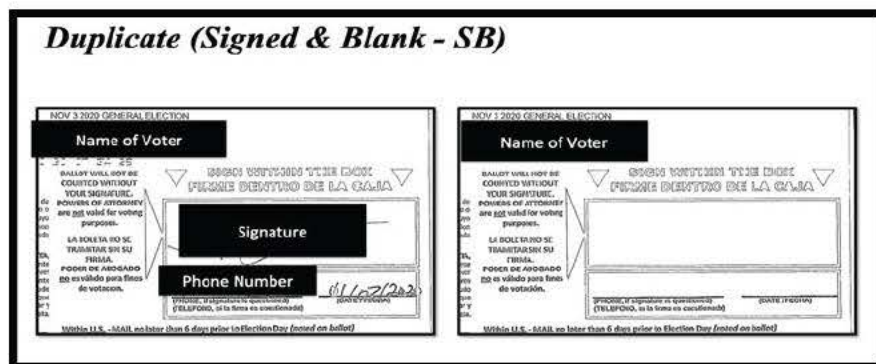 Duplicate (Signed & Blank - SB)
NOV 3 2020 GENERAL ELECTION
Name of Voter
BALLOT WILL NOT BE
COUNTED WITHOUT
YOUR SIGNATURE.
POWERS OF ATTORNEY
are not valid for voting
purposes.
LA BOLETA NO SE
TRAMITAR SIN SU
FIRMA.
PODER DE ABOGADO
no es válido para fines
de votacion.
SIGN WITHIN THE BOX
FIRME DENTRO DE LA CAJA
Signature
Phone Number
(PHONE, if signature is questioned)
(TELEFONO, si la firma es cuestionada)
(DATE / FECHA)
Within U.S. - MAIL no later than 6 days prior to Election Day (noted on ballot)
NOV 3 2020 GENERAL ELECTION
Name of Voter
BALLOT WILL NOT BE
COUNTED WITHOUT
YOUR SIGNATURE.
POWERS OF ATTORNEY
are not valid for voting
purposes.
LA BOLETA NO SE
TRAMITAR SIN SU
FIRMA.
PODER DE ABOGADO
no es válido para fines
de votacion.
SIGN WITHIN THE BOX
FIRME DENTRO DE LA CAJA
(PHONE, if signature is questioned)
(TELEFONO, si la firma es cuestionada)
(DATE / FECHA)
Within U.S. - MAIL no later than 6 days prior to Election Day (noted on ballot)